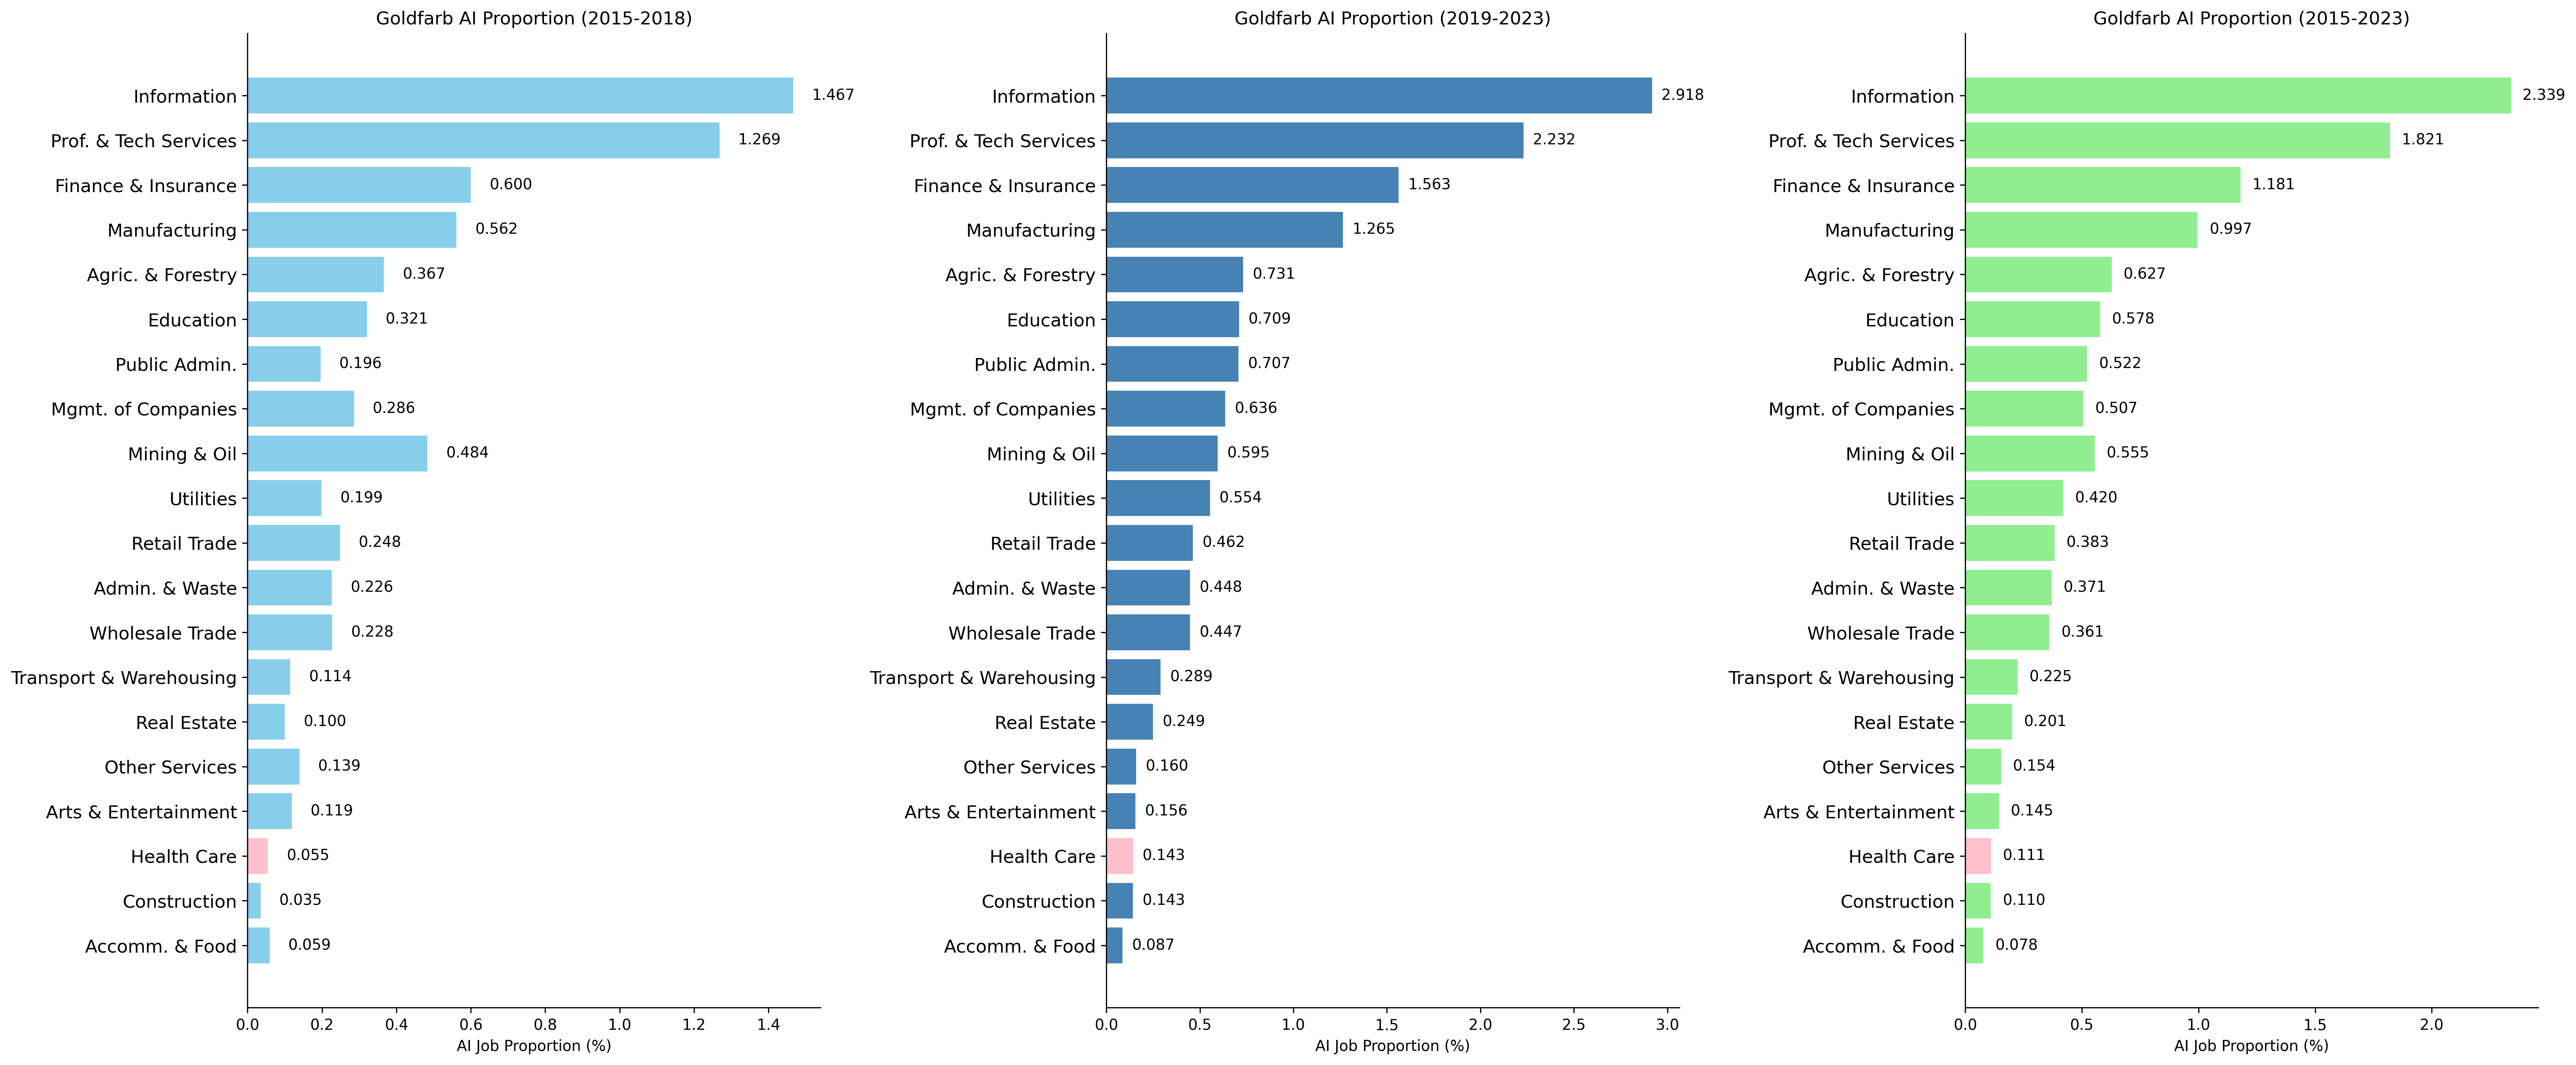 Goldfarb AI Proportion (2015-2018)
Information 1.467
Prof. & Tech Services 1.269
Finance & Insurance 0.600
Manufacturing 0.562
Agric. & Forestry 0.367
Education 0.321
Public Admin. 0.196
Mgmt. of Companies 0.286
Mining & Oil 0.484
Utilities 0.199
Retail Trade 0.248
Admin. & Waste 0.226
Wholesale Trade 0.228
Transport & Warehousing 0.114
Real Estate 0.100
Other Services 0.139
Arts & Entertainment 0.119
Health Care 0.055
Construction 0.035
Accomm. & Food 0.059
0.0 0.2 0.4 0.6 0.8 1.0 1.2 1.4
AI Job Proportion (%)
Goldfarb AI Proportion (2019-2023)
Information 2.918
Prof. & Tech Services 2.232
Finance & Insurance 1.563
Manufacturing 1.265
Agric. & Forestry 0.731
Education 0.709
Public Admin. 0.707
Mgmt. of Companies 0.636
Mining & Oil 0.595
Utilities 0.554
Retail Trade 0.462
Admin. & Waste 0.448
Wholesale Trade 0.447
Transport & Warehousing 0.289
Real Estate 0.249
Other Services 0.160
Arts & Entertainment 0.156
Health Care 0.143
Construction 0.143
Accomm. & Food 0.087
0.0 0.5 1.0 1.5 2.0 2.5 3.0
AI Job Proportion (%)
Goldfarb AI Proportion (2015-2023)
Information 2.339
Prof. & Tech Services 1.821
Finance & Insurance 1.181
Manufacturing 0.997
Agric. & Forestry 0.627
Education 0.578
Public Admin. 0.522
Mgmt. of Companies 0.507
Mining & Oil 0.555
Utilities 0.420
Retail Trade 0.383
Admin. & Waste 0.371
Wholesale Trade 0.361
Transport & Warehousing 0.225
Real Estate 0.201
Other Services 0.154
Arts & Entertainment 0.145
Health Care 0.111
Construction 0.110
Accomm. & Food 0.078
0.0 0.5 1.0 1.5 2.0
AI Job Proportion (%)